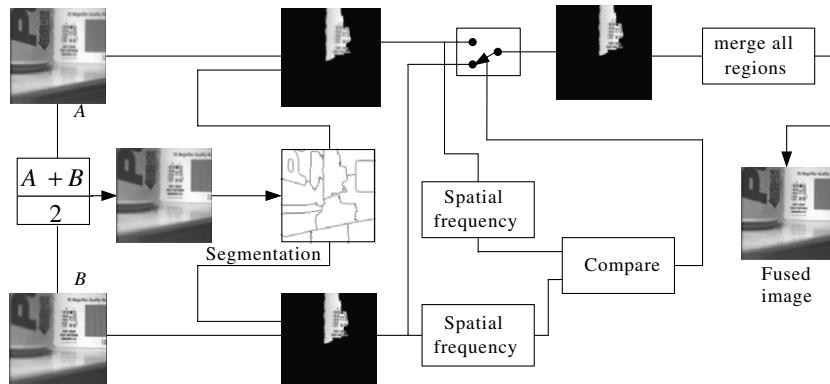 A
A + B
2
B
Segmentation
Spatial
frequency
Spatial
frequency
Compare
merge all
regions
Fused
image